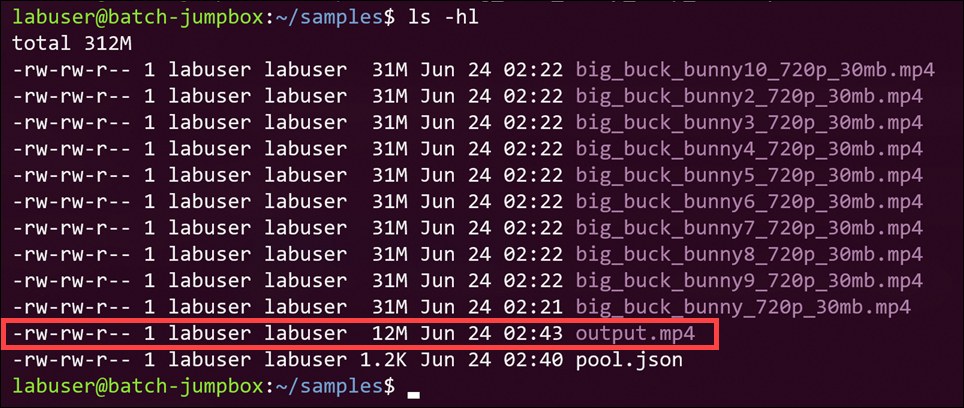 labuser@batch-jumpbox:~/samples$ ls -hl
total 312M
-rw-rw-r-- 1 labuser labuser  31M Jun 24 02:22 big_buck_bunny10_720p_30mb.mp4
-rw-rw-r-- 1 labuser labuser  31M Jun 24 02:22 big_buck_bunny2_720p_30mb.mp4
-rw-rw-r-- 1 labuser labuser  31M Jun 24 02:22 big_buck_bunny3_720p_30mb.mp4
-rw-rw-r-- 1 labuser labuser  31M Jun 24 02:22 big_buck_bunny4_720p_30mb.mp4
-rw-rw-r-- 1 labuser labuser  31M Jun 24 02:22 big_buck_bunny5_720p_30mb.mp4
-rw-rw-r-- 1 labuser labuser  31M Jun 24 02:22 big_buck_bunny6_720p_30mb.mp4
-rw-rw-r-- 1 labuser labuser  31M Jun 24 02:22 big_buck_bunny7_720p_30mb.mp4
-rw-rw-r-- 1 labuser labuser  31M Jun 24 02:22 big_buck_bunny8_720p_30mb.mp4
-rw-rw-r-- 1 labuser labuser  31M Jun 24 02:22 big_buck_bunny9_720p_30mb.mp4
-rw-rw-r-- 1 labuser labuser  31M Jun 24 02:21 big_buck_bunny_720p_30mb.mp4
-rw-rw-r-- 1 labuser labuser  12M Jun 24 02:43 output.mp4
-rw-rw-r-- 1 labuser labuser 1.2K Jun 24 02:40 pool.json
labuser@batch-jumpbox:~/samples$